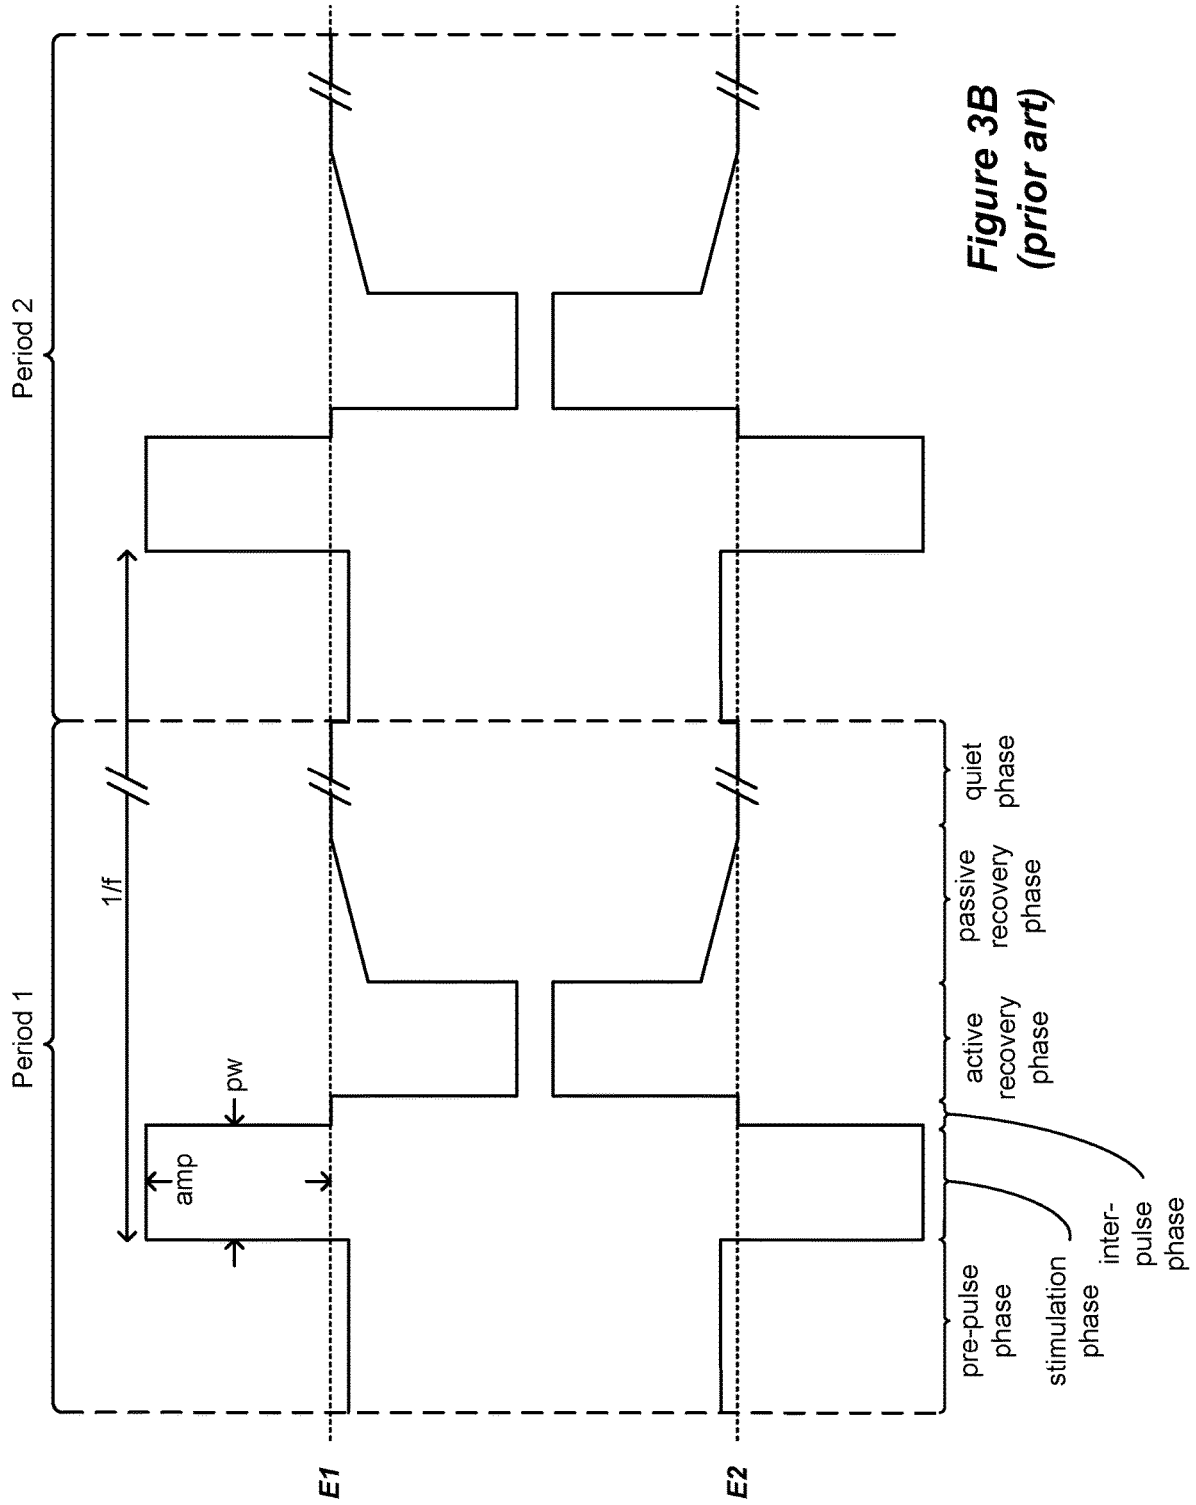 Period 1
Period 2
1/f
amp
pw
E1
E2
pre-pulse
phase
stimulation
phase
inter-
pulse
phase
active
recovery
phase
passive
recovery
phase
quiet
phase
Figure 3B
(prior art)